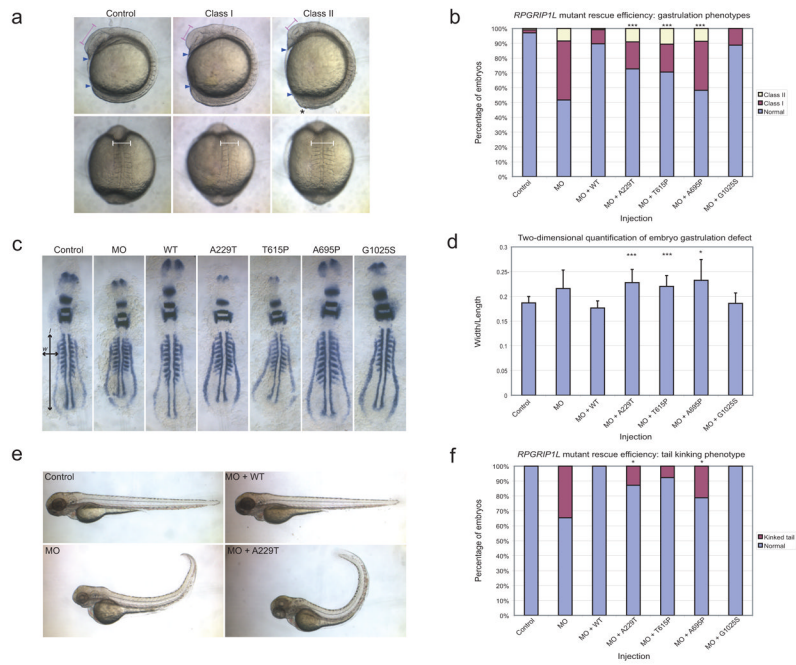 a
Control
Class I
Class II
*
b
RPGRIP1L mutant rescue efficiency: gastrulation phenotypes
Percentage of embryos
100%
90%
80%
70%
60%
50%
40%
30%
20%
10%
0%
*** *** ***
Class II
Class I
Normal
Control
MO
MO + WT
MO + A229T
MO + T615P
MO + A695P
MO + G1025S
Injection
c
Control MO WT A229T T615P A695P G1025S
l
w
d
Two-dimensional quantification of embryo gastrulation defect
Width/Length
0.3
0.25
0.2
0.15
0.1
0.05
0
*** *** *
Control
MO
MO + WT
MO + A229T
MO + T615P
MO + A695P
MO + G1025S
Injection
e
Control
MO + WT
MO
MO + A229T
f
RPGRIP1L mutant rescue efficiency: tail kinking phenotype
Percentage of embryos
100%
90%
80%
70%
60%
50%
40%
30%
20%
10%
0%
* *
Kinked tail
Normal
Control
MO
MO + WT
MO + A229T
MO + T615P
MO + A695P
MO + G1025S
Injection